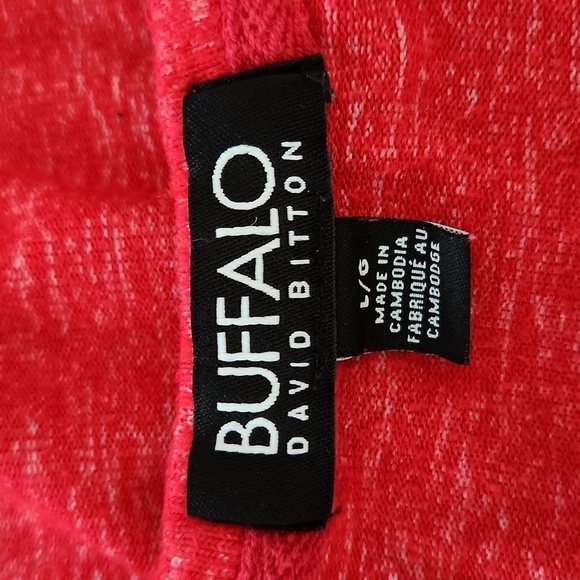 BUFFALO
DAVID BITTON
L/G
MADE IN
CAMBODIA
FABRIQUÉ AU
CAMBODGE